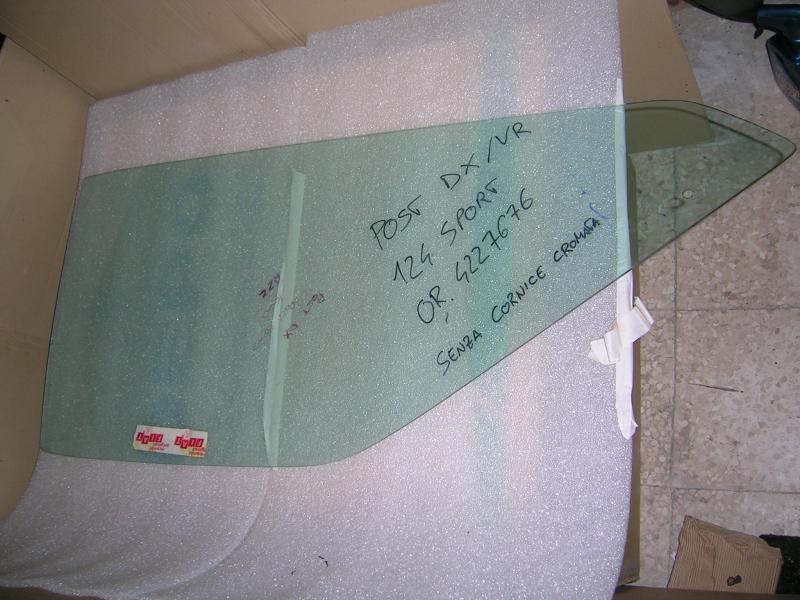 POST DX/VR
124 SPORT
OR. 4227676
SENZA CORNICE CROMATA